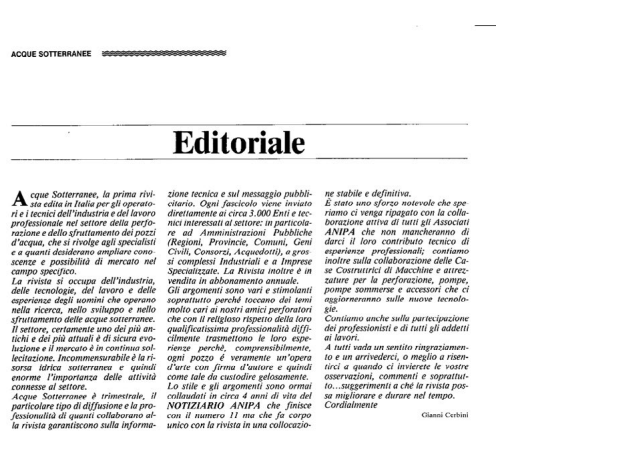 ACQUE SOTTERRANEE
Editoriale
Acque Sotterranee, la prima rivi-
sta edita in Italia per gli operato-
ri e i tecnici dell'industria e del lavoro
professionale nel settore della perfo-
razione e dello sfruttamento dei pozzi
d'acqua, che si rivolge agli specialisti
e a quanti desiderano ampliare cono-
scenze e possibilità di mercato nel
campo specifico.
La rivista si occupa dell'industria,
delle tecnologie, del lavoro e delle
esperienze degli uomini che operano
nella ricerca, nello sviluppo e nello
sfruttamento delle acque sotterranee.
Il settore, certamente uno dei più an-
tichi e dei più attuali è di sicura evo-
luzione e il mercato è in continua sol-
lecitazione. Incommensurabile è la ri-
sorsa idrica sotterranea e quindi
enorme l'importanza delle attività
connesse al settore.
Acque Sotterranee è trimestrale, il
particolare tipo di diffusione e la pro-
fessionalità di quanti collaborano al-
la rivista garantiscono sulla informa-
zione tecnica e sul messaggio pubbli-
citario. Ogni fascicolo viene inviato
direttamente ai circa 3.000 Enti e tec-
nici interessati al settore: in particola-
re ad Amministrazioni Pubbliche
(Regioni, Provincie, Comuni, Geni
Civili, Consorzi, Acquedotti), a gros-
si complessi Industriali e a Imprese
Specializzate. La Rivista inoltre è in
vendita in abbonamento annuale.
Gli argomenti sono vari e stimolanti
soprattutto perché toccano dei temi
molto cari ai nostri amici perforatori
che con il religioso rispetto della loro
qualificatissima professionalità diffi-
cilmente trasmettono le loro espe-
rienze perchè, comprensibilmente,
ogni pozzo é veramente un'opera
d'arte con firma d'autore e quindi
come tale da custodire gelosamente.
Lo stile e gli argomenti sono ormai
collaudati in circa 4 anni di vita del
NOTIZIARIO ANIPA che finisce
con il numero 11 ma che fa corpo
unico con la rivista in una collocazio-
ne stabile e definitiva.
È stato uno sforzo notevole che spe-
riamo ci venga ripagato con la colla-
borazione attiva di tutti gli Associati
ANIPA che non mancheranno di
darci il loro contributo tecnico di
esperienze professionali; contiamo
inoltre sulla collaborazione delle Ca-
se Costruttrici di Macchine e attrez-
zature per la perforazione, pompe,
pompe sommerse e accessori che ci
aggiorneranno sulle nuove tecnolo-
gie.
Contiamo anche sulla partecipazione
dei professionisti e di tutti gli addetti
ai lavori.
A tutti vada un sentito ringraziamen-
to e un arrivederci, o meglio a risen-
tirci a quando ci invierete le vostre
osservazioni, commenti e soprattut-
to...suggerimenti a ché la rivista pos-
sa migliorare e durare nel tempo.
Cordialmente
Gianni Cerbini